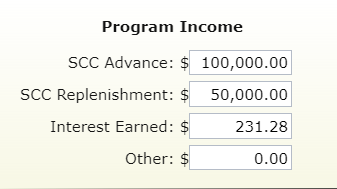 Program Income
SCC Advance: $ 100,000.00
SCC Replenishment: $ 50,000.00
Interest Earned: $ 231.28
Other: $ 0.00